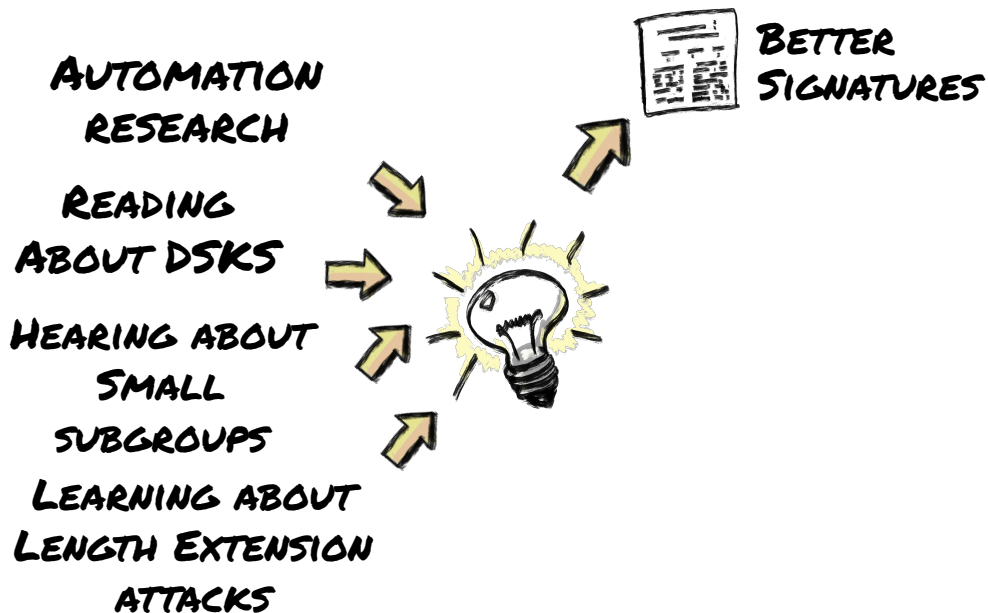 Better
Signatures
Automation
research
Reading
About DSKS
Hearing about
Small
subgroups
Learning about
Length Extension
attacks